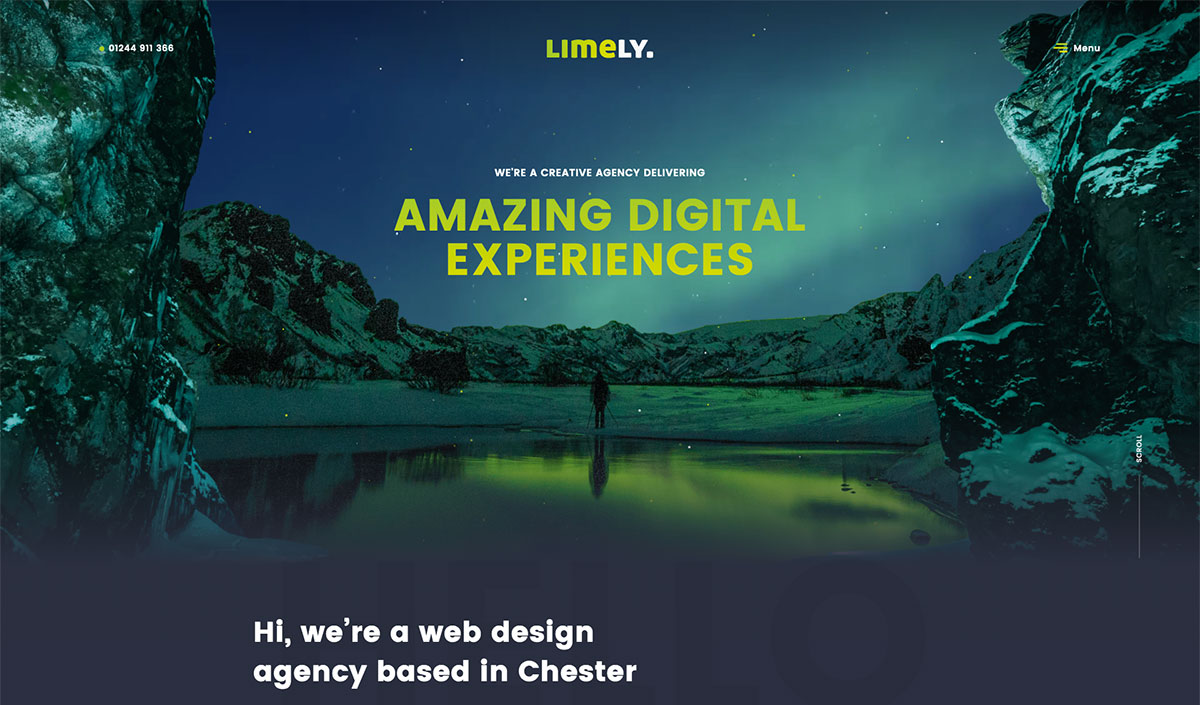 01244 911 366
LIMELY.
Menu
WE'RE A CREATIVE AGENCY DELIVERING
AMAZING DIGITAL
EXPERIENCES
SCROLL
HELLO
Hi, we’re a web design
agency based in Chester